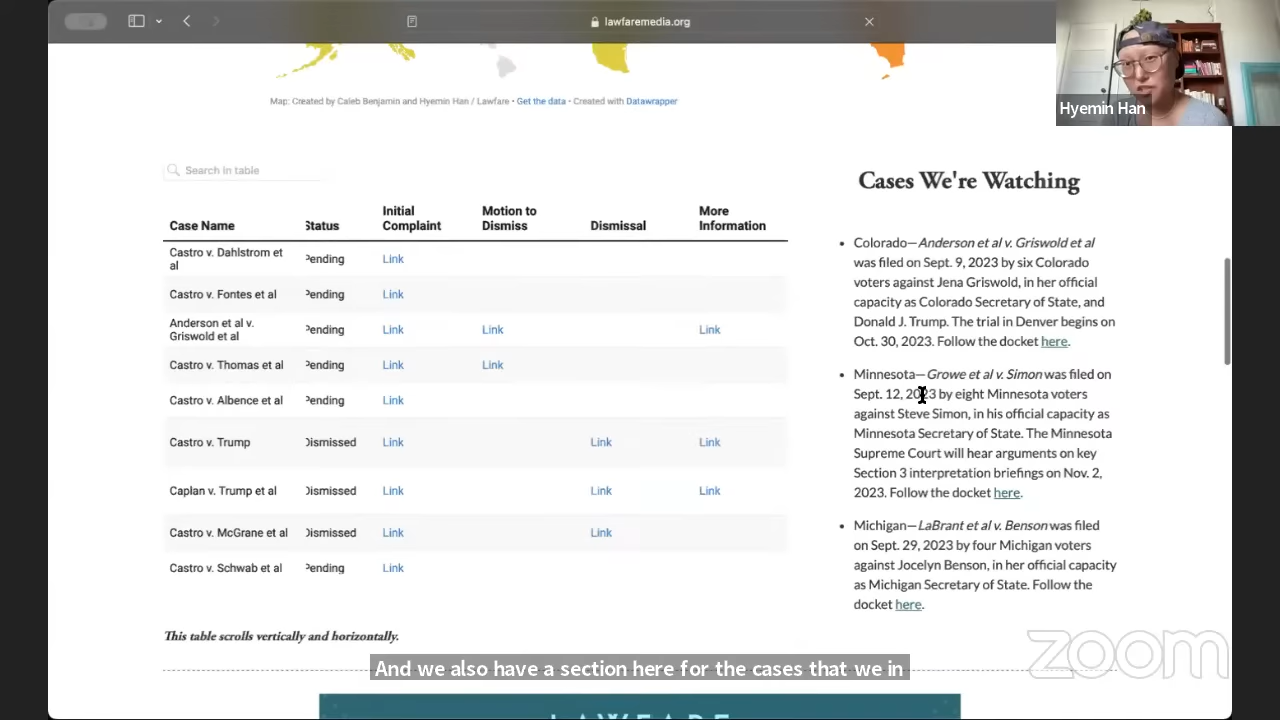 lawfaremedia.org
Hyemin Han
Map: Created by Caleb Benjamin and Hyemin Han / Lawfare • Get the data • Created with Datawrapper
Search in table
Case Name Status Initial Complaint Motion to Dismiss Dismissal More Information
Castro v. Dahlstrom et al Pending Link
Castro v. Fontes et al Pending Link
Anderson et al v. Griswold et al Pending Link Link Link
Castro v. Thomas et al Pending Link Link
Castro v. Albence et al Pending Link
Castro v. Trump Dismissed Link Link Link
Caplan v. Trump et al Dismissed Link Link Link
Castro v. McGrane et al Dismissed Link Link
Castro v. Schwab et al Pending Link
This table scrolls vertically and horizontally.
Cases We're Watching
• Colorado—Anderson et al v. Griswold et al
was filed on Sept. 9, 2023 by six Colorado
voters against Jena Griswold, in her official
capacity as Colorado Secretary of State, and
Donald J. Trump. The trial in Denver begins on
Oct. 30, 2023. Follow the docket here.
• Minnesota—Growe et al v. Simon was filed on
Sept. 12, 2023 by eight Minnesota voters
against Steve Simon, in his official capacity as
Minnesota Secretary of State. The Minnesota
Supreme Court will hear arguments on key
Section 3 interpretation briefings on Nov. 2,
2023. Follow the docket here.
• Michigan—LaBrant et al v. Benson was filed
on Sept. 29, 2023 by four Michigan voters
against Jocelyn Benson, in her official capacity
as Michigan Secretary of State. Follow the
docket here.
zoom
And we also have a section here for the cases that we in
LAWFARE